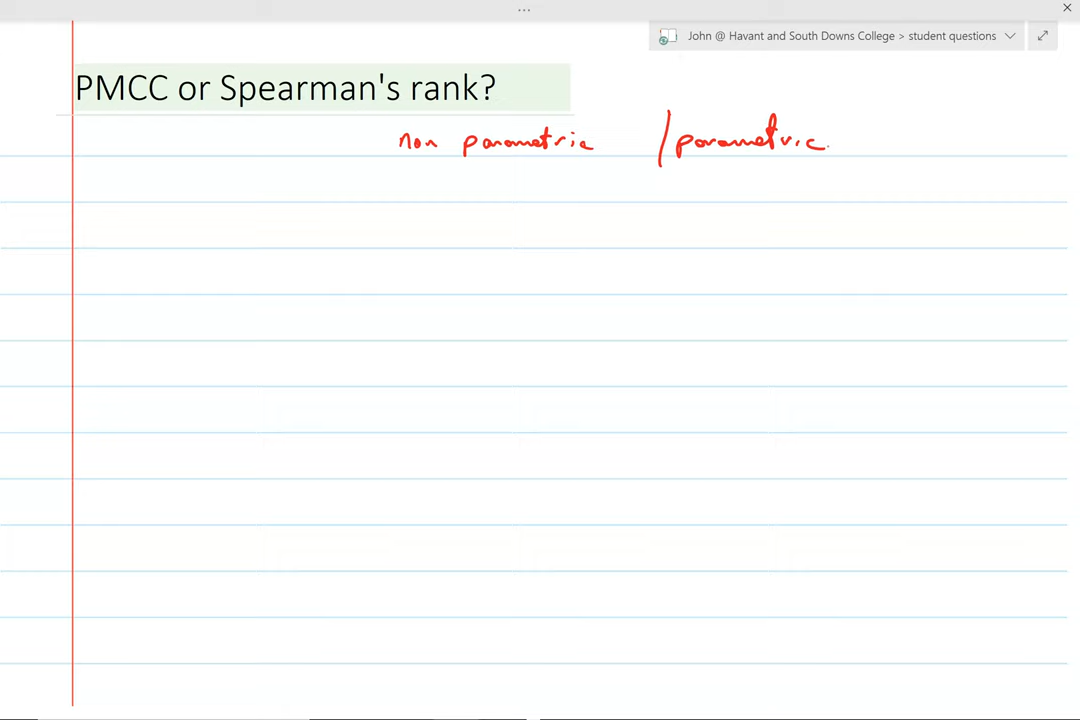 John @ Havant and South Downs College > student questions
PMCC or Spearman's rank?
non parametric / parametric